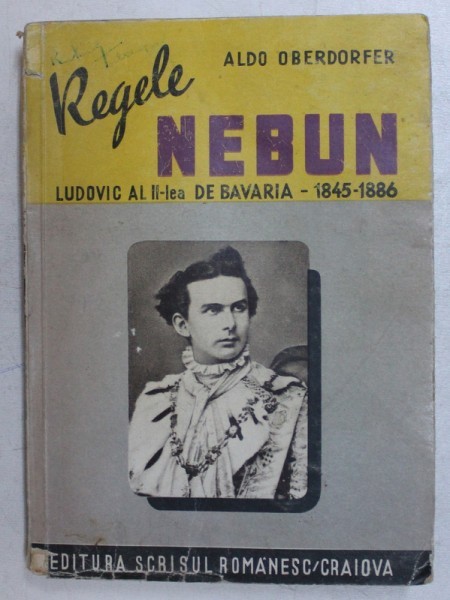 ALDO OBERDORFER
Regele
NEBUN
LUDOVIC AL II-lea DE BAVARIA - 1845-1886
EDITURA SCRISUL ROMÂNESC/CRAIOVA